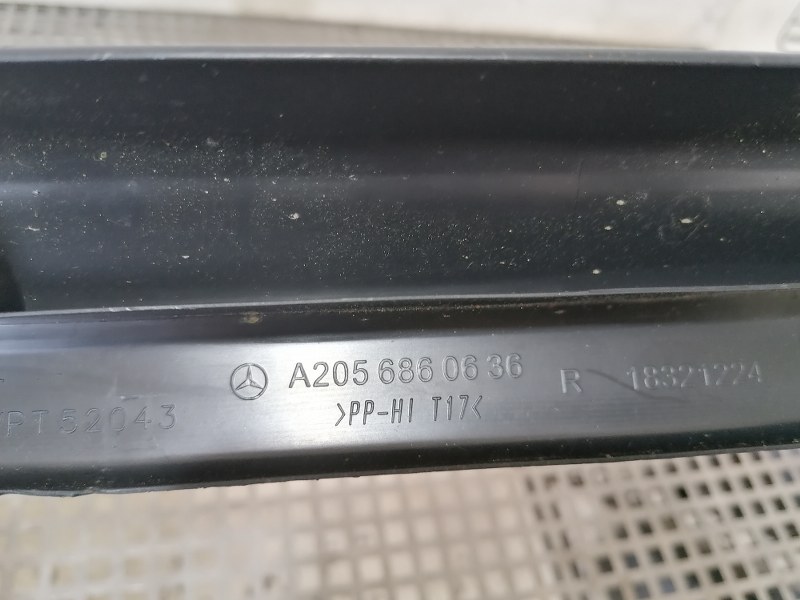 A205 686 06 36 R 18321224
PT 52043 >PP-HI T17<